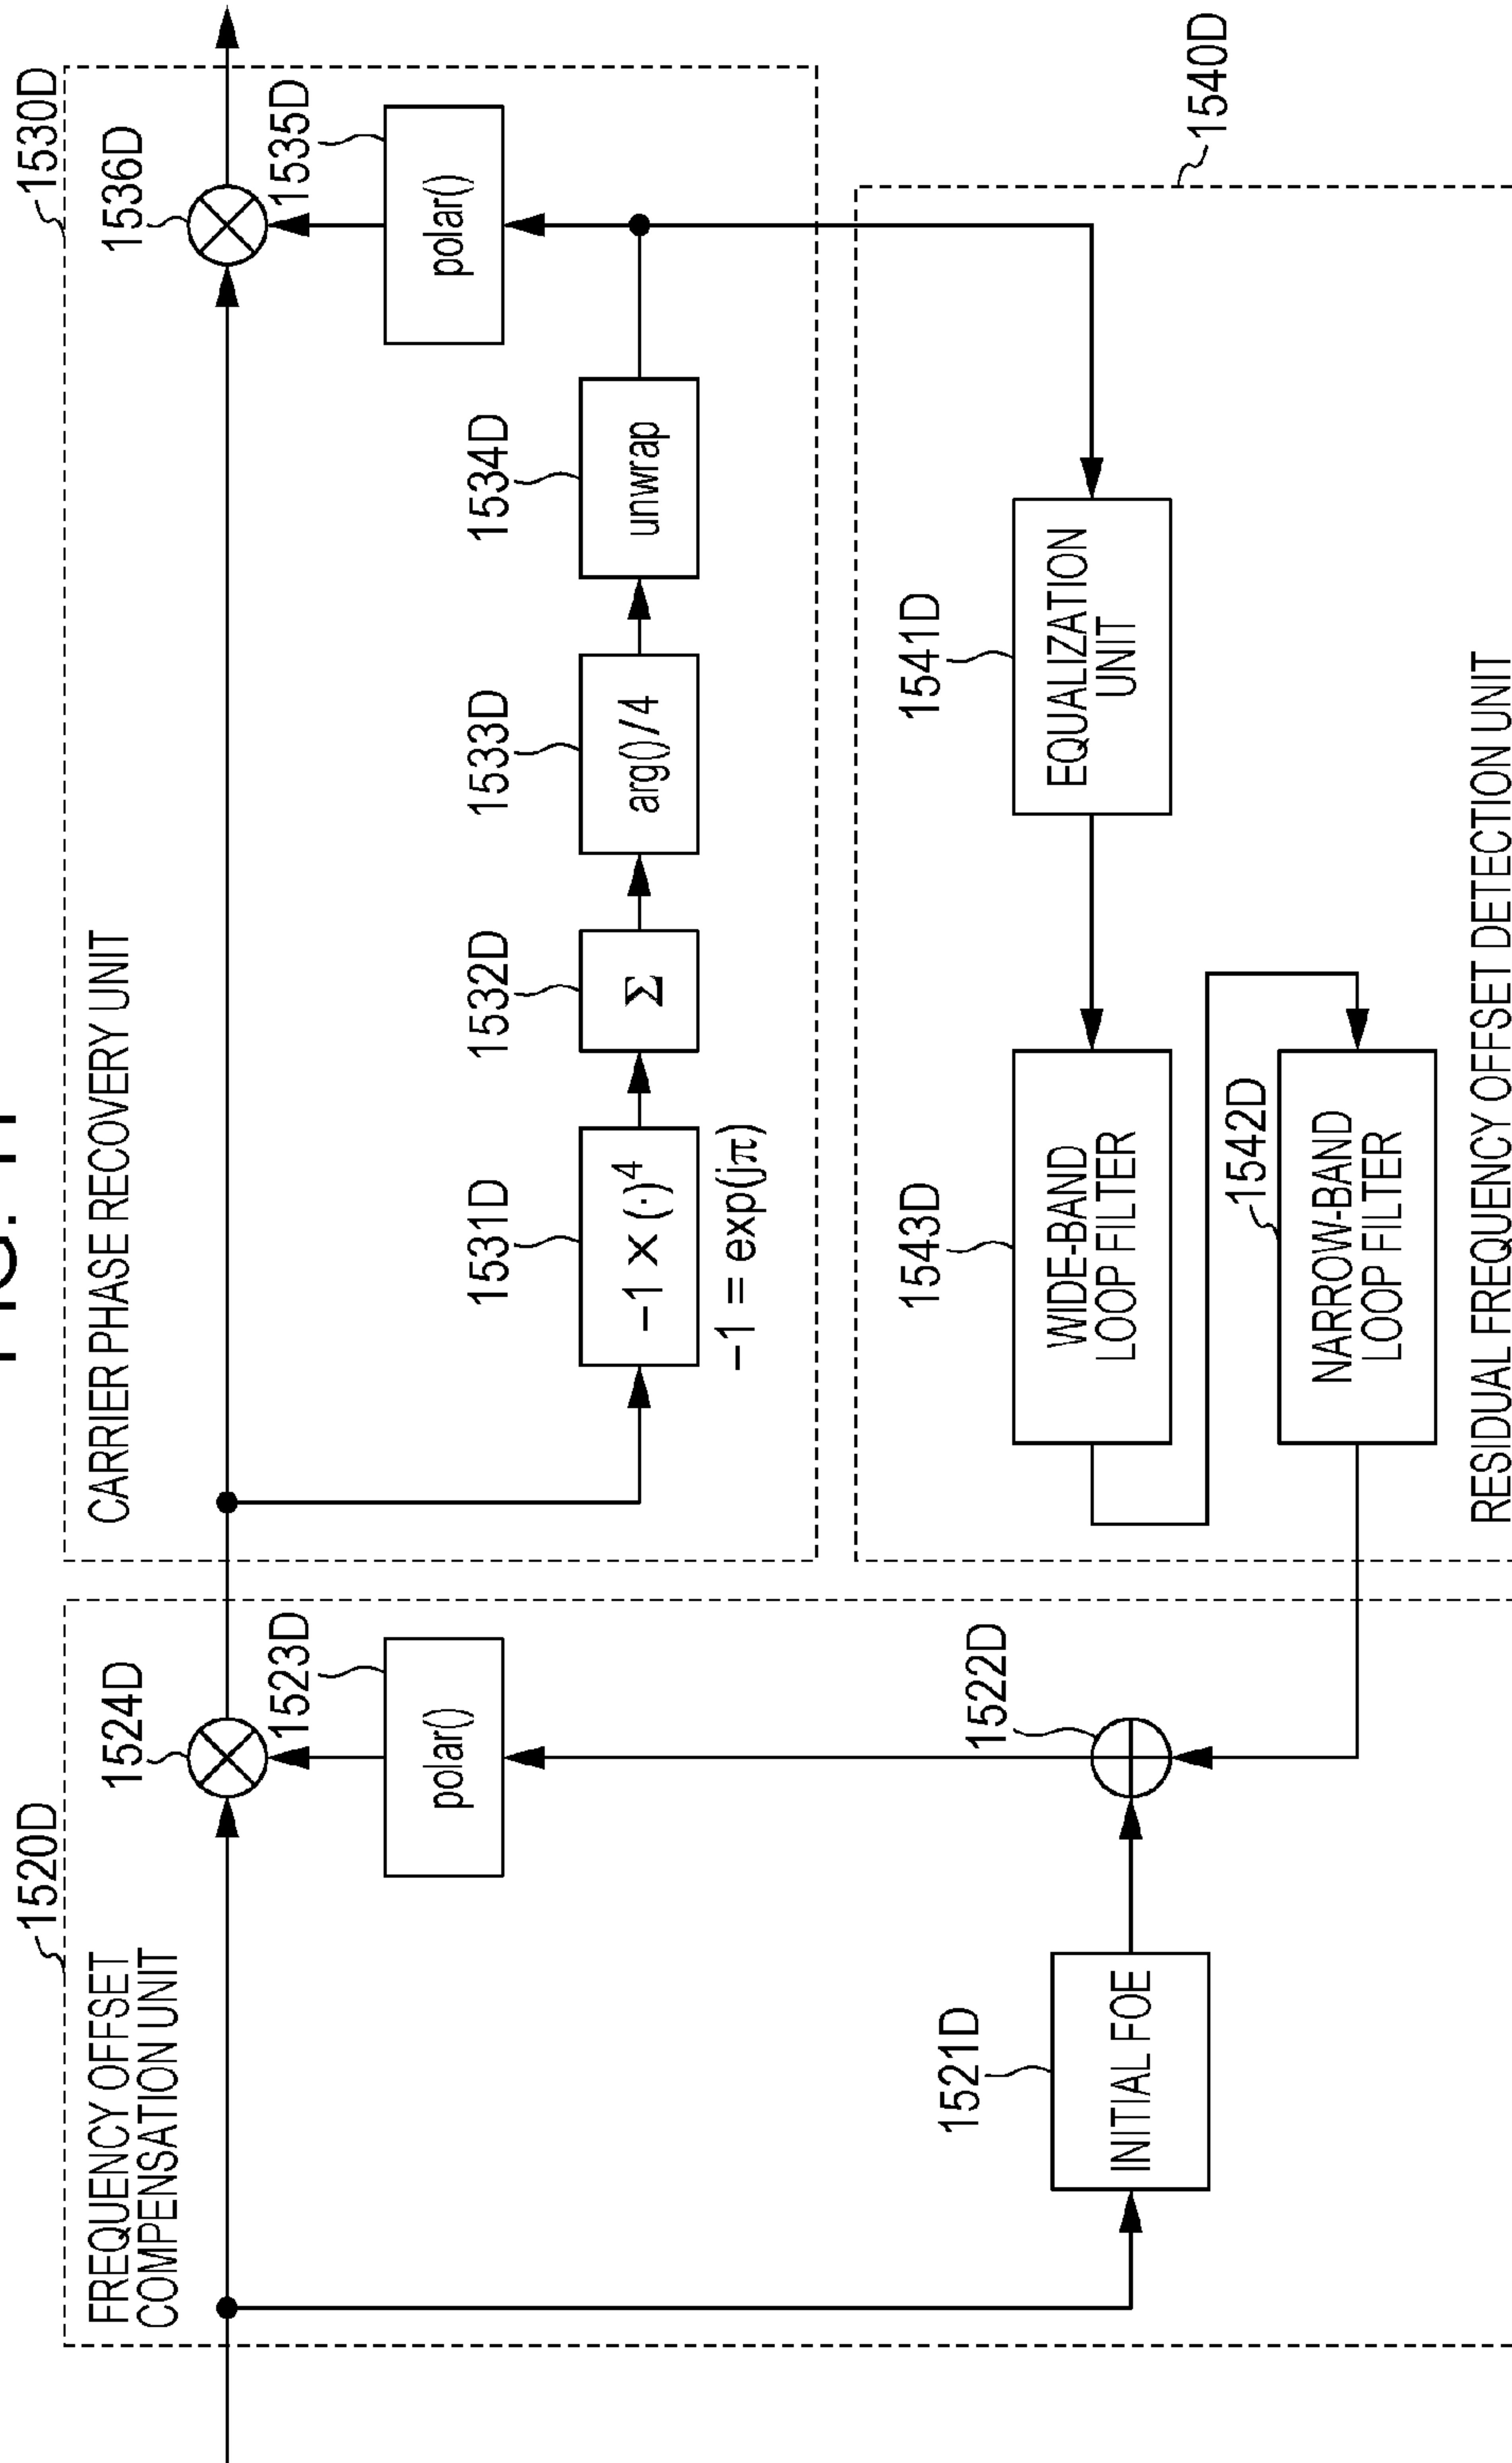 1520D
FREQUENCY OFFSET
COMPENSATION UNIT
1524D
1523D
polar()
1522D
1521D
INITIAL FOE
1530D
CARRIER PHASE RECOVERY UNIT
1536D
1535D
polar()
1531D
−1 × (·)⁴
−1 = exp(jπ)
1532D
Σ
1533D
arg()/4
1534D
unwrap
1540D
1541D
EQUALIZATION
UNIT
1543D
WIDE-BAND
LOOP FILTER
1542D
NARROW-BAND
LOOP FILTER
RESIDUAL FREQUENCY OFFSET DETECTION UNIT